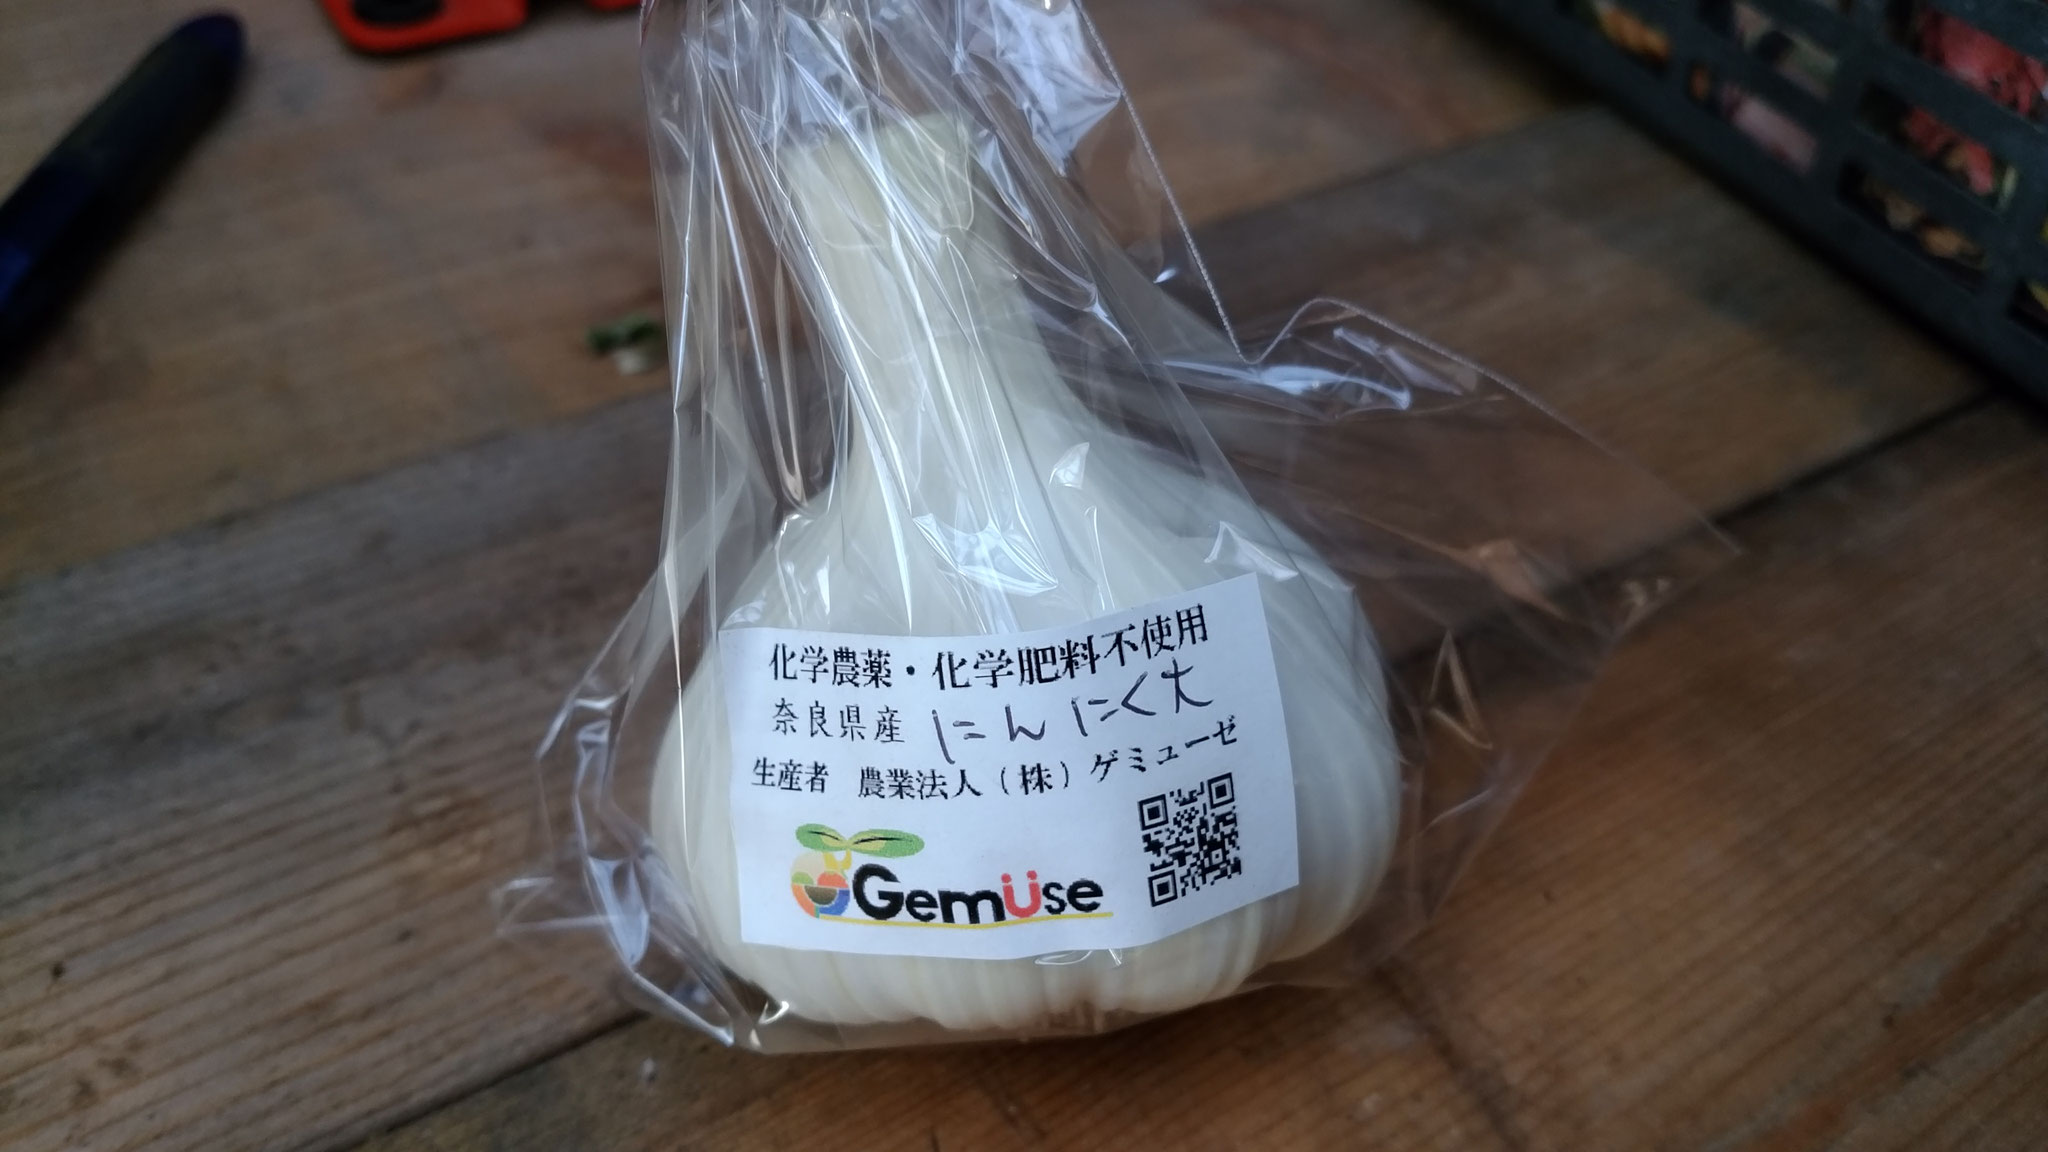 化学農薬・化学肥料不使用
奈良県産 にんにく大
生産者 農業法人(株)ゲミューゼ
Gemüse